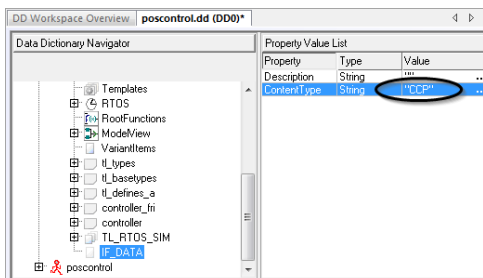 DD Workspace Overview poscontrol.dd (DD0)*
Data Dictionary Navigator
Templates
RTOS
RootFunctions
ModelView
VariantItems
tl_types
tl_basetypes
tl_defines_a
controller_fri
controller
TL_RTOS_SIM
IF_DATA
poscontrol
Property Value List
Property Type Value
Description String "" ..
ContentType String "CCP" ..